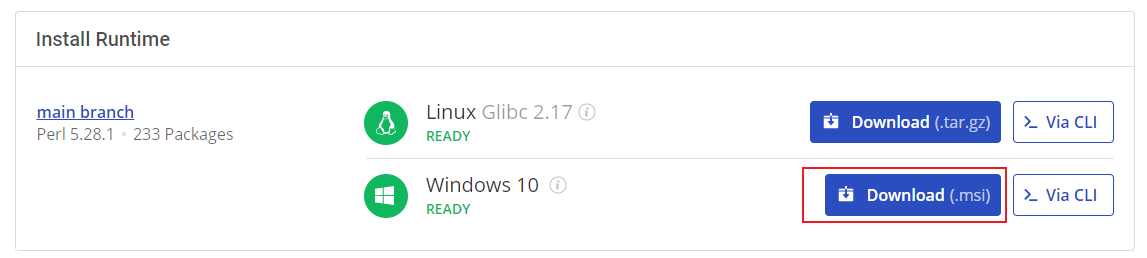 Install Runtime
main branch
Perl 5.28.1 • 233 Packages
Linux Glibc 2.17
READY
Download (.tar.gz)
Via CLI
Windows 10
READY
Download (.msi)
Via CLI